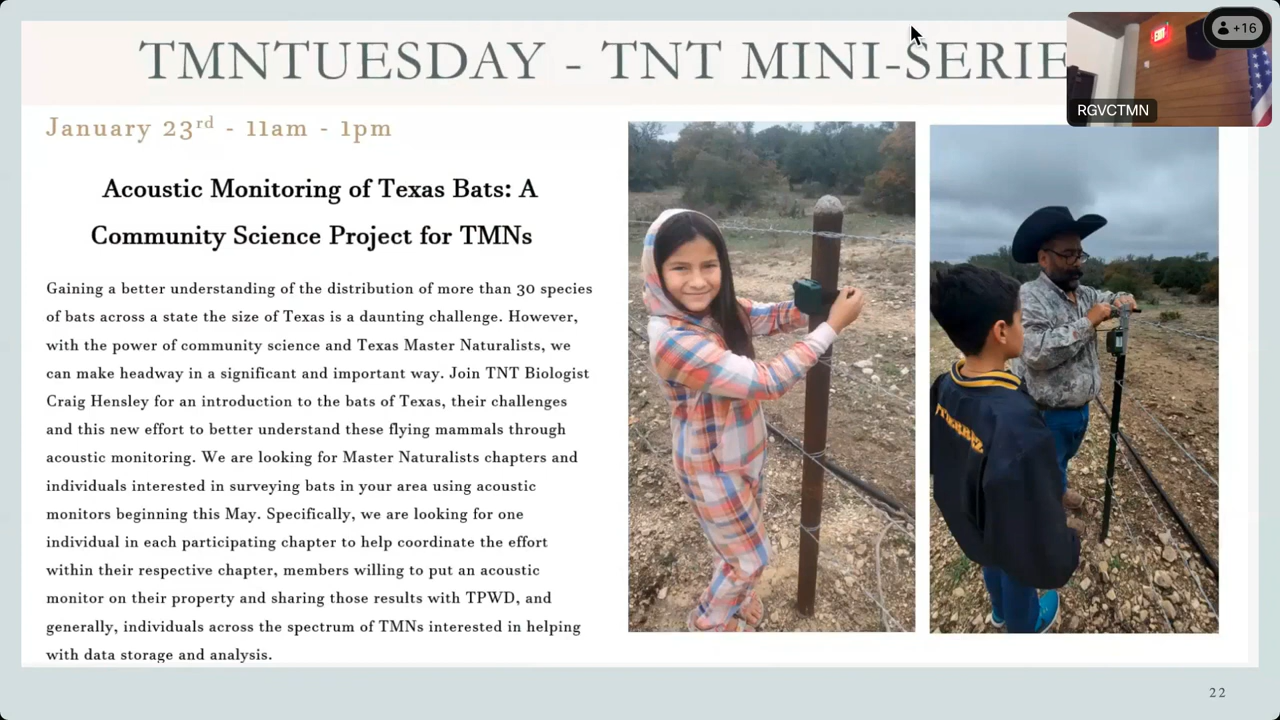 TMNTUESDAY - TNT MINI-SERIE
+16
EXIT
RGVCTMN
January 23rd - 11am - 1pm
Acoustic Monitoring of Texas Bats: A
Community Science Project for TMNs
Gaining a better understanding of the distribution of more than 30 species
of bats across a state the size of Texas is a daunting challenge. However,
with the power of community science and Texas Master Naturalists, we
can make headway in a significant and important way. Join TNT Biologist
Craig Hensley for an introduction to the bats of Texas, their challenges
and this new effort to better understand these flying mammals through
acoustic monitoring. We are looking for Master Naturalists chapters and
individuals interested in surveying bats in your area using acoustic
monitors beginning this May. Specifically, we are looking for one
individual in each participating chapter to help coordinate the effort
within their respective chapter, members willing to put an acoustic
monitor on their property and sharing those results with TPWD, and
generally, individuals across the spectrum of TMNs interested in helping
with data storage and analysis.
22